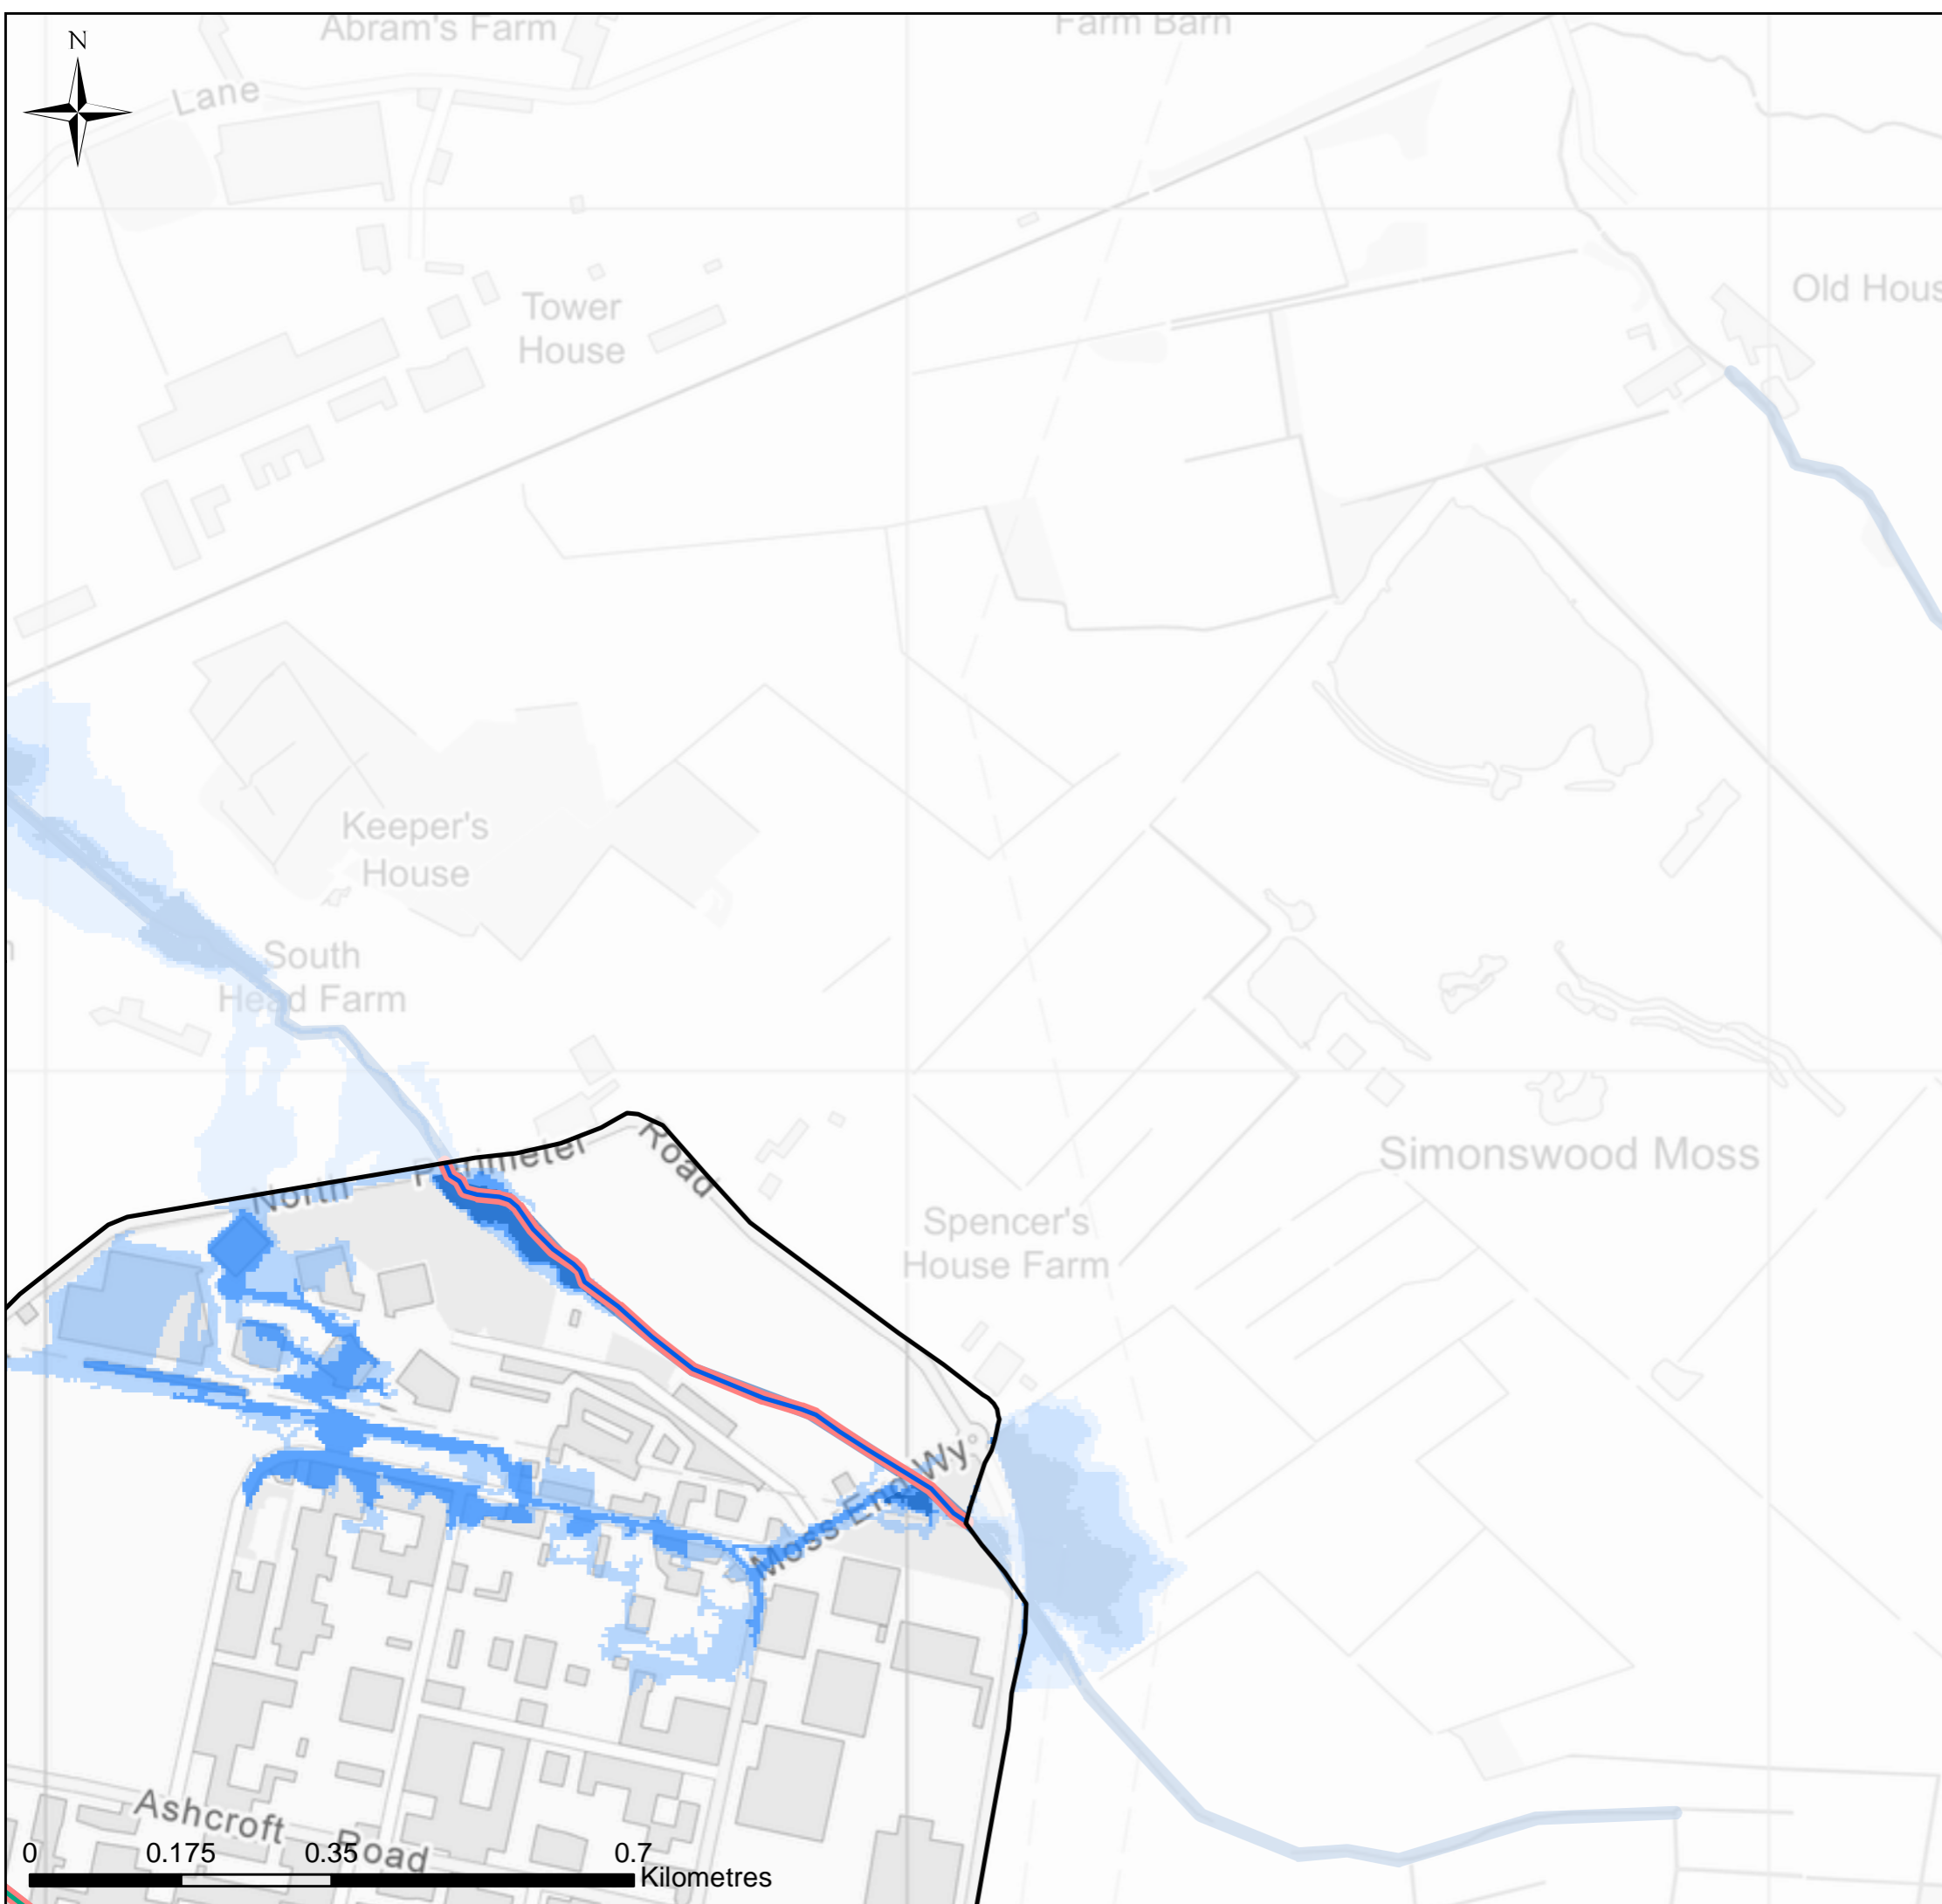 Abram's Farm
Farm Barn
N
Lane
Old Hous
Tower
House
Keeper's
House
South
Head Farm
Simonswood Moss
North Perimeter Road
Spencer's
House Farm
Moss End Wy
Ashcroft Road
0 0.175 0.35 0.7
Kilometres